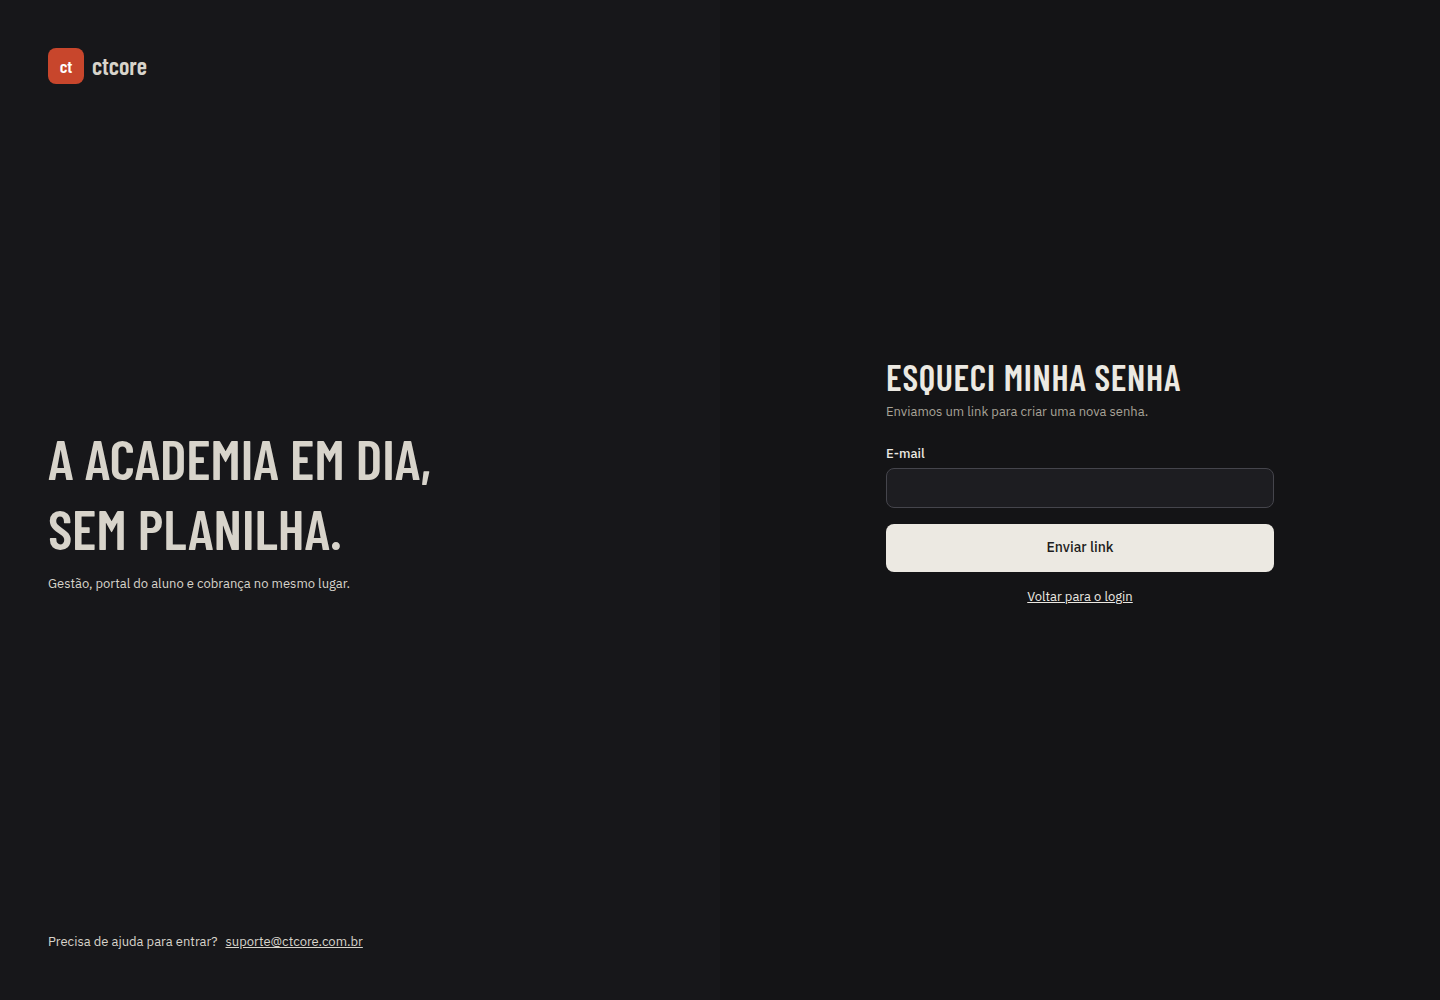 ct ctcore
A ACADEMIA EM DIA,
SEM PLANILHA.
Gestão, portal do aluno e cobrança no mesmo lugar.
Precisa de ajuda para entrar? suporte@ctcore.com.br
ESQUECI MINHA SENHA
Enviamos um link para criar uma nova senha.
E-mail
Enviar link
Voltar para o login